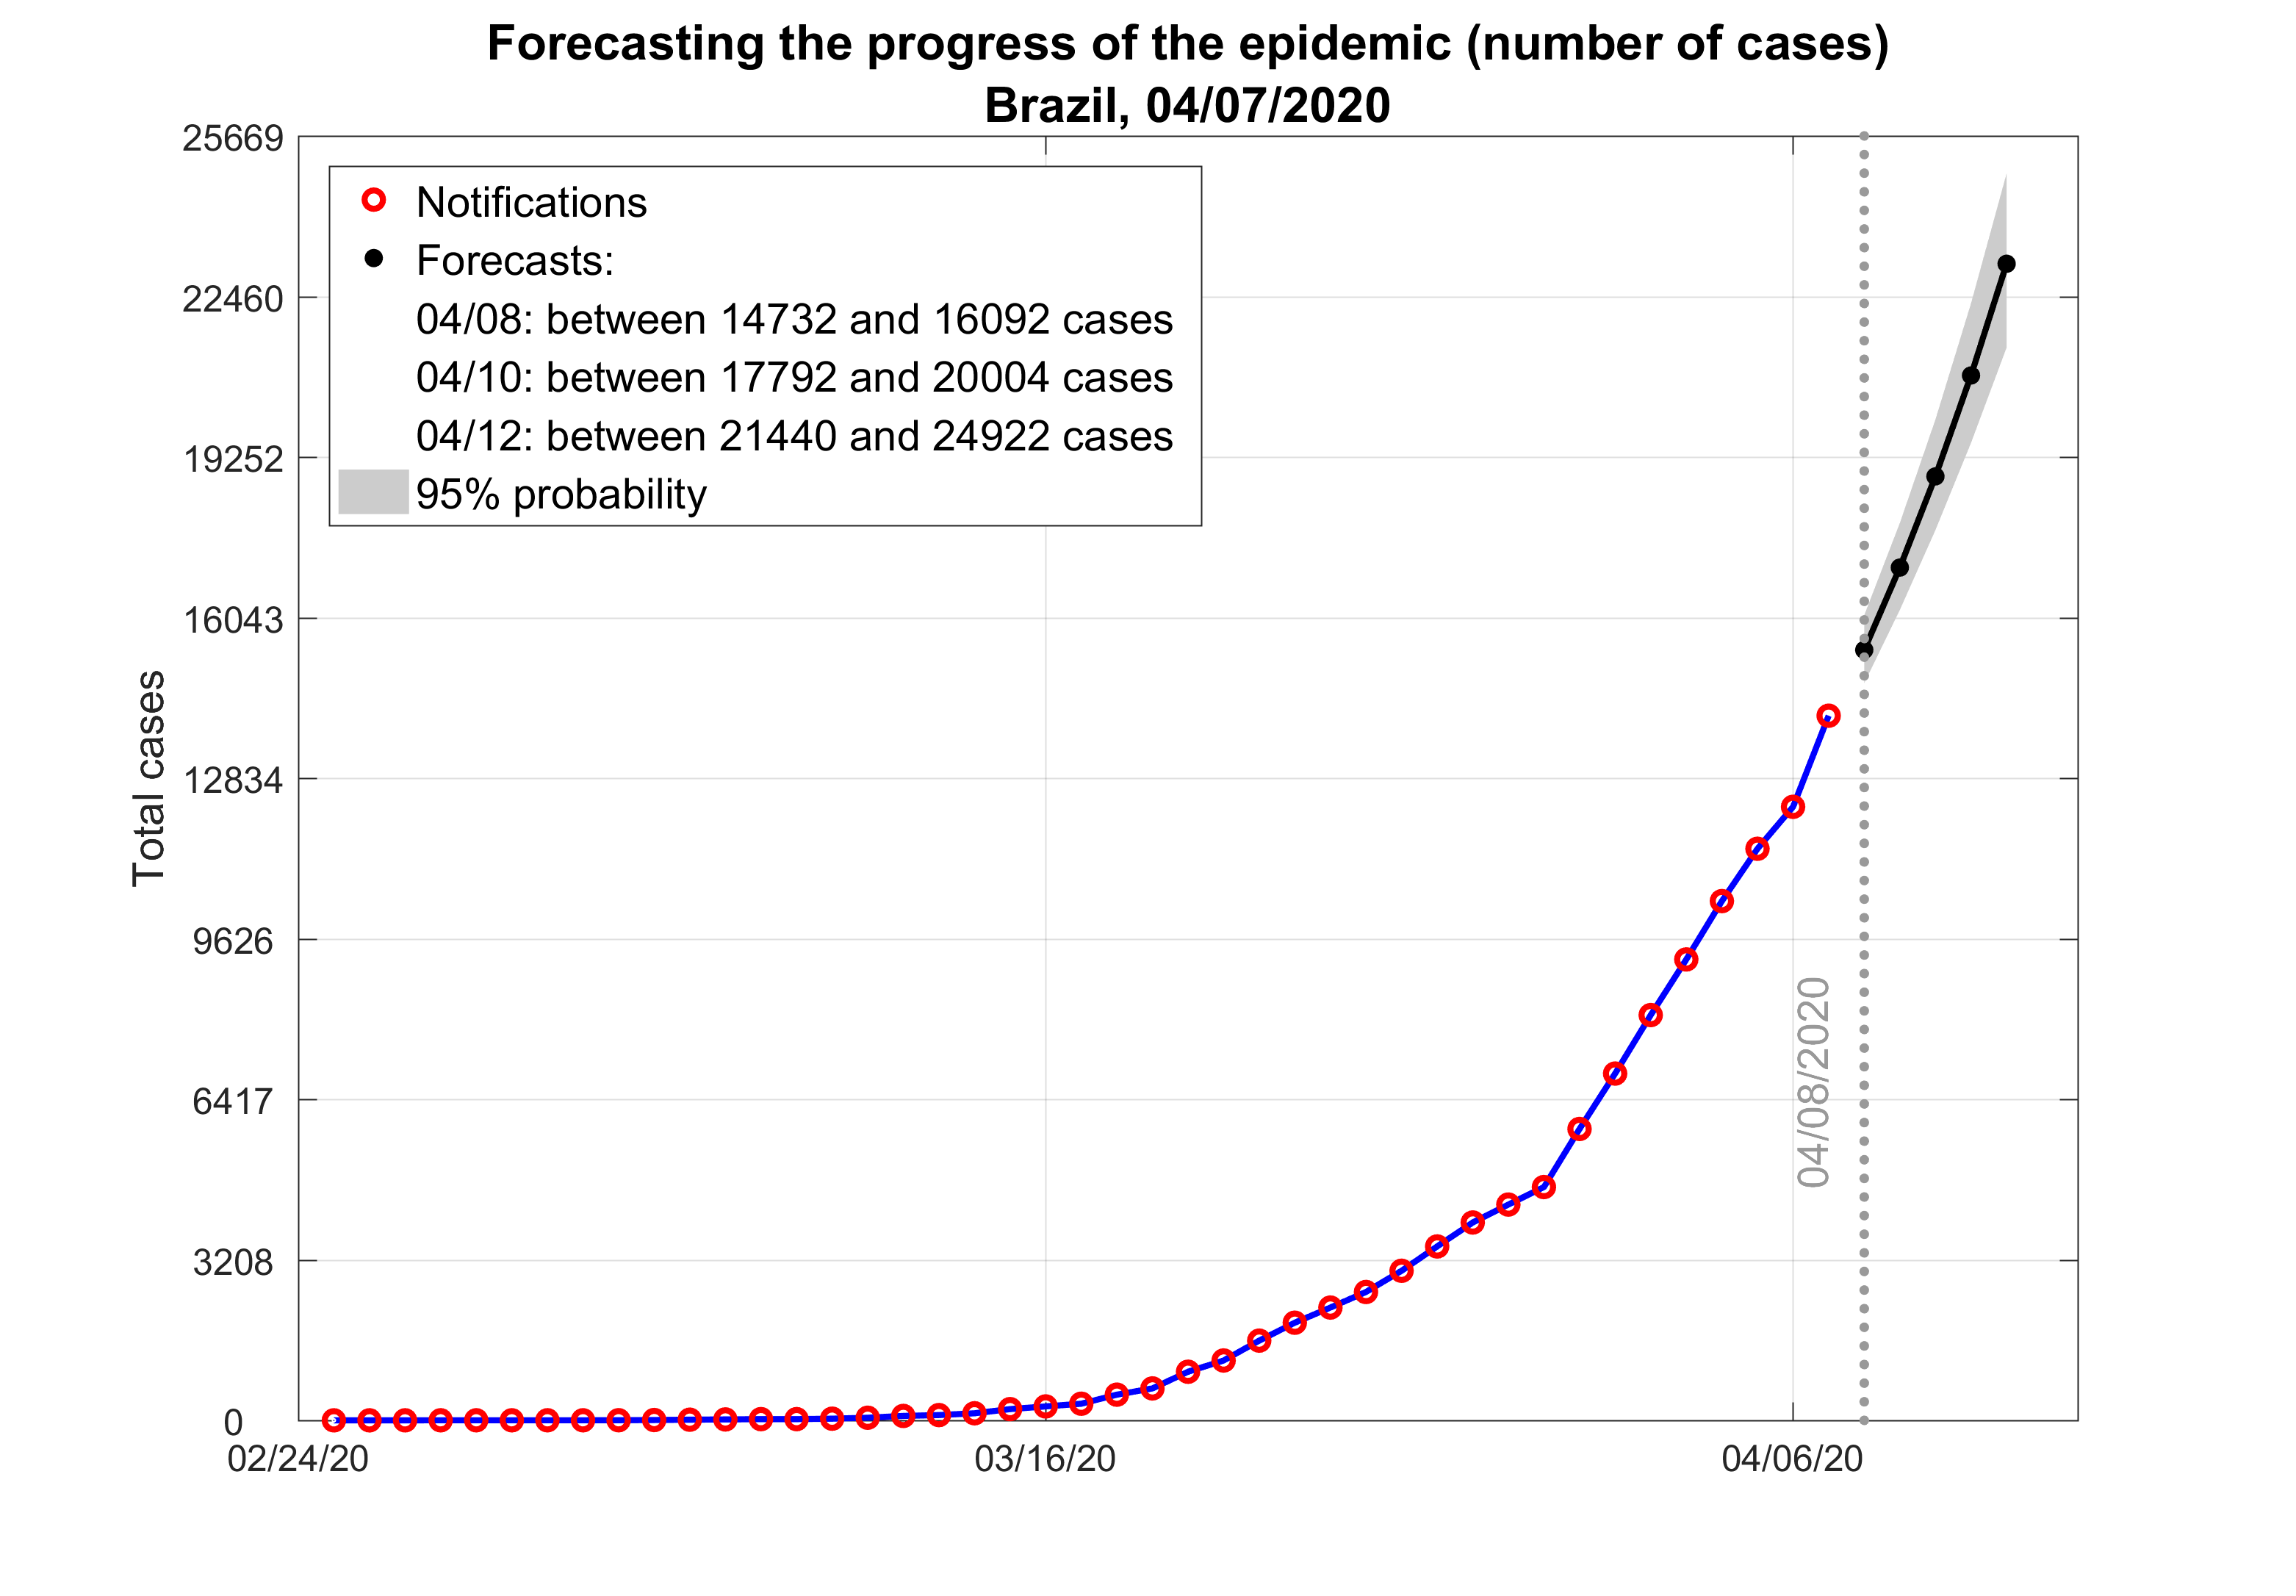 Forecasting the progress of the epidemic (number of cases)
Brazil, 04/07/2020
25669
22460
19252
16043
12834
9626
6417
3208
0
Total cases
Notifications
Forecasts:
04/08: between 14732 and 16092 cases
04/10: between 17792 and 20004 cases
04/12: between 21440 and 24922 cases
95% probability
04/08/2020
02/24/20
03/16/20
04/06/20